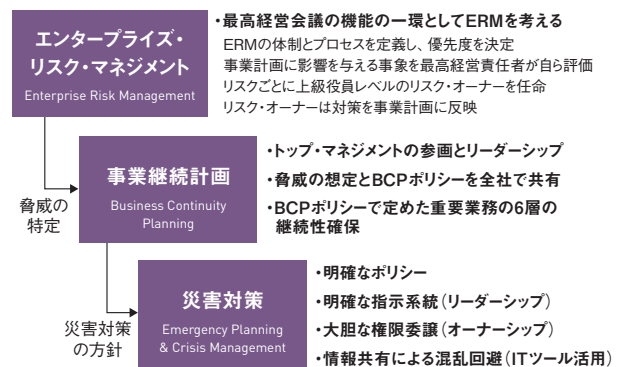 エンタープライズ・
リスク・マネジメント
Enterprise Risk Management
・最高経営会議の機能の一環としてERMを考える
ERMの体制とプロセスを定義し、優先度を決定
事業計画に影響を与える事象を最高経営責任者が自ら評価
リスクごとに上級役員レベルのリスク・オーナーを任命
リスク・オーナーは対策を事業計画に反映
脅威の
特定
事業継続計画
Business Continuity
Planning
・トップ・マネジメントの参画とリーダーシップ
・脅威の想定とBCPポリシーを全社で共有
・BCPポリシーで定めた重要業務の6層の
継続性確保
災害対策
の方針
災害対策
Emergency Planning
& Crisis Management
・明確なポリシー
・明確な指示系統(リーダーシップ)
・大胆な権限委譲(オーナーシップ)
・情報共有による混乱回避(ITツール活用)